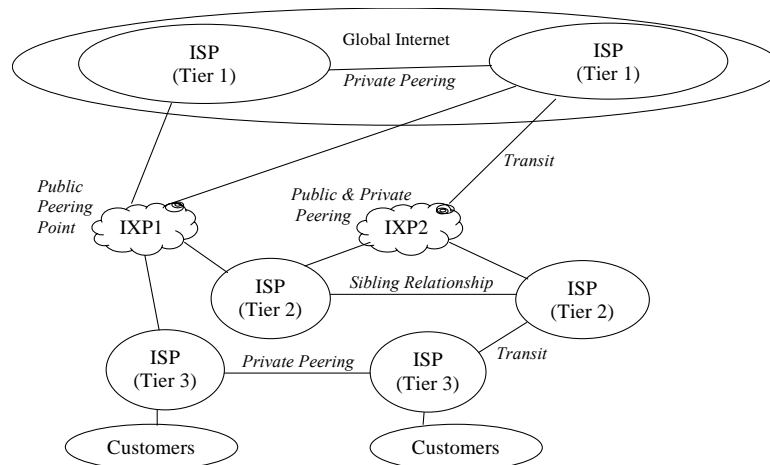 Global Internet
ISP
(Tier 1)
ISP
(Tier 1)
Private Peering
Transit
Public
Peering
Point
Public & Private
Peering
IXP1
IXP2
ISP
(Tier 2)
Sibling Relationship
ISP
(Tier 2)
ISP
(Tier 3)
Private Peering
ISP
(Tier 3)
Transit
Customers
Customers